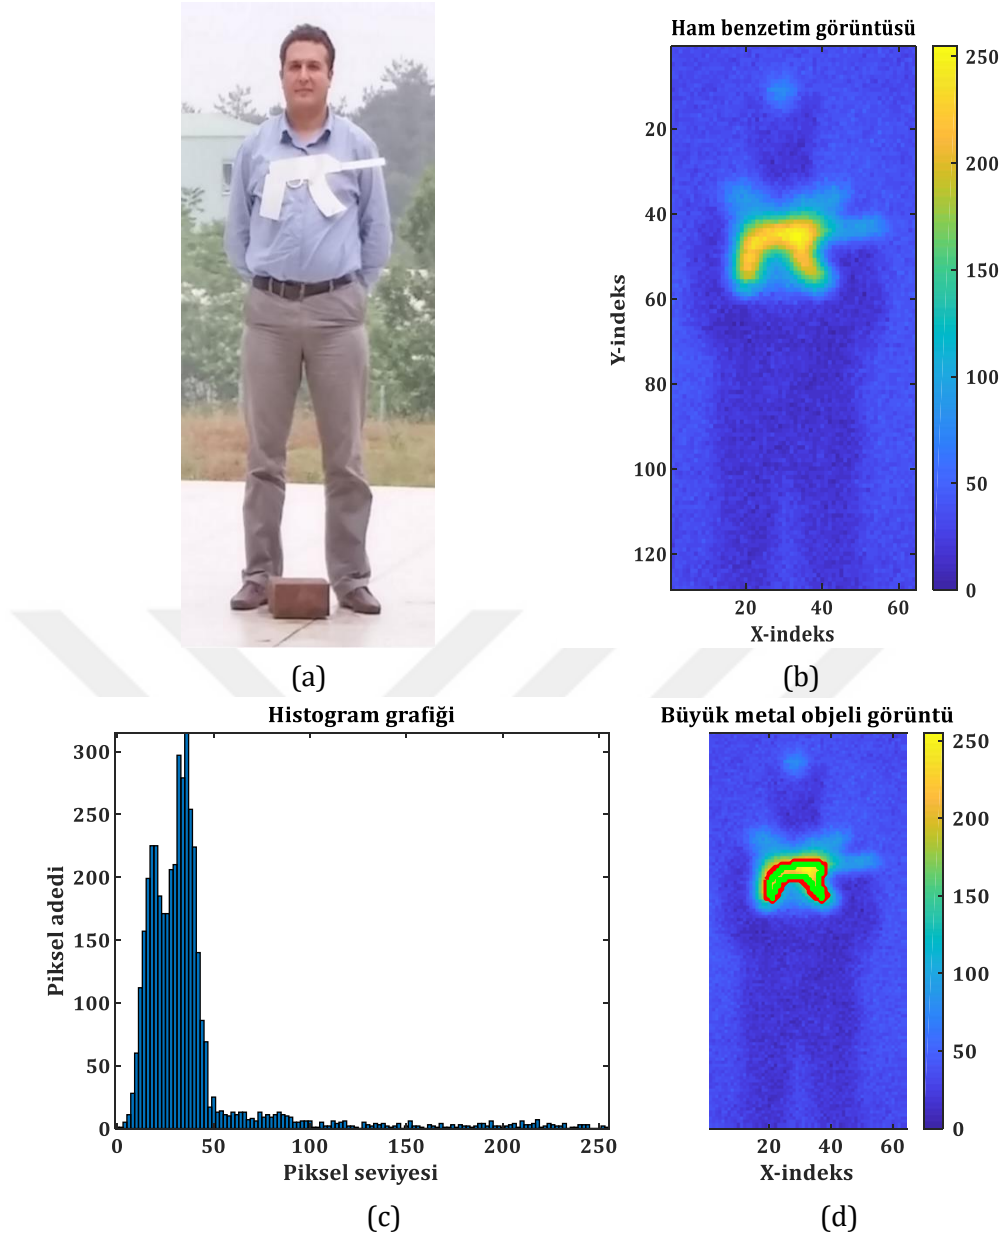 Ham benzetim görüntüsü
250
200
150
100
50
0
20
40
60
80
100
120
Y-indeks
20 40 60
X-indeks
(a)
(b)
Histogram grafiği
300
250
200
150
100
50
0
Piksel adedi
0 50 100 150 200 250
Piksel seviyesi
(c)
Büyük metal objeli görüntü
250
200
150
100
50
0
20 40 60
X-indeks
(d)